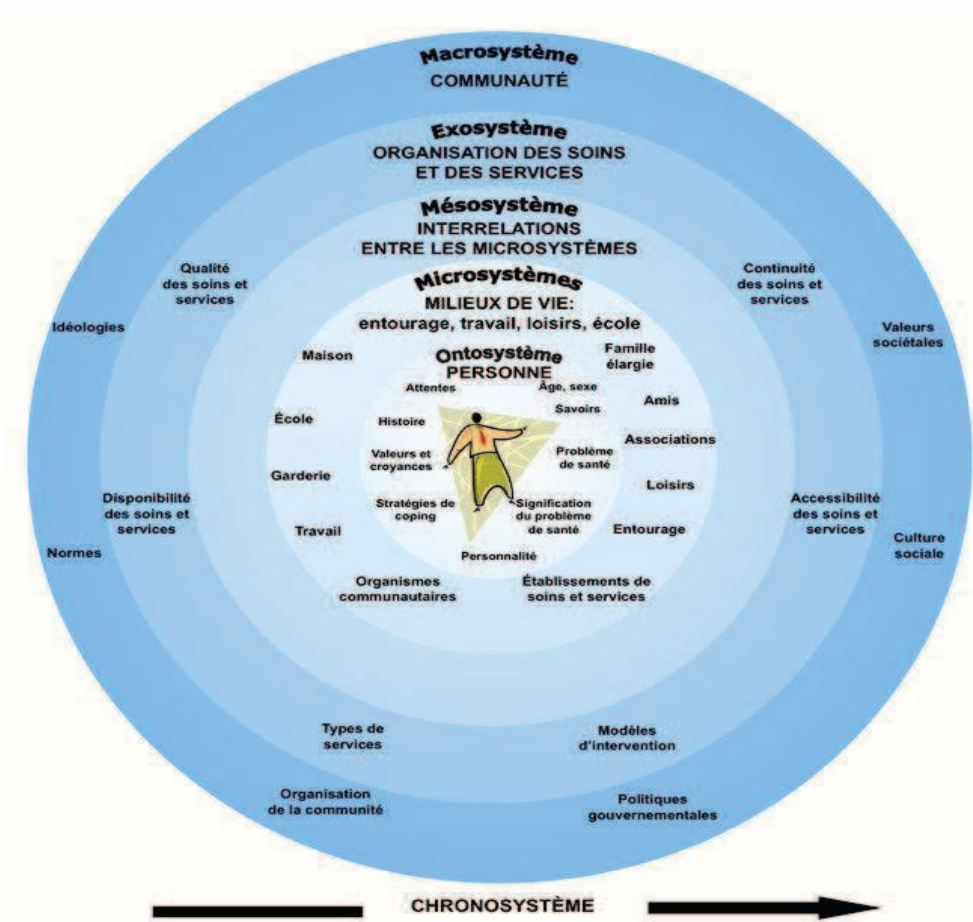 Macrosystème
COMMUNAUTÉ
Exosystème
ORGANISATION DES SOINS
ET DES SERVICES
Mésosystème
INTERRELATIONS
ENTRE LES MICROSYSTÈMES
Qualité
des soins et
services
Continuité
des soins et
services
Microsystèmes
MILIEUX DE VIE:
entourage, travail, loisirs, école
Idéologies
Valeurs
sociétales
Maison
Ontosystème
PERSONNE
Famille
élargie
Attentes
Âge, sexe
Amis
Savoirs
École
Histoire
Associations
Valeurs et
croyances
Problème
de santé
Garderie
Loisirs
Disponibilité
des soins et
services
Stratégies de
coping
Signification
du problème
de santé
Accessibilité
des soins et
services
Travail
Entourage
Normes
Culture
sociale
Personnalité
Organismes
communautaires
Établissements de
soins et services
Types de
services
Modèles
d'intervention
Organisation
de la communité
Politiques
gouvernementales
CHRONOSYSTÈME